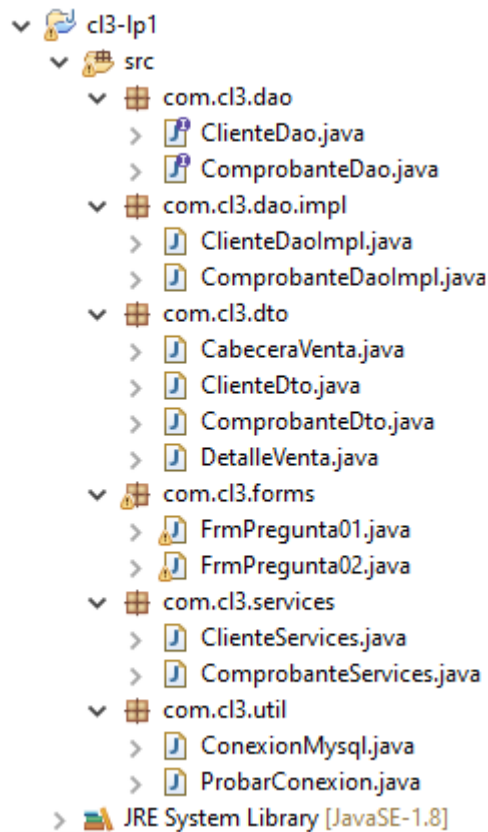 cl3-lp1
src
com.cl3.dao
ClienteDao.java
ComprobanteDao.java
com.cl3.dao.impl
ClienteDaoImpl.java
ComprobanteDaoImpl.java
com.cl3.dto
CabeceraVenta.java
ClienteDto.java
ComprobanteDto.java
DetalleVenta.java
com.cl3.forms
FrmPregunta01.java
FrmPregunta02.java
com.cl3.services
ClienteServices.java
ComprobanteServices.java
com.cl3.util
ConexionMysql.java
ProbarConexion.java
JRE System Library [JavaSE-1.8]